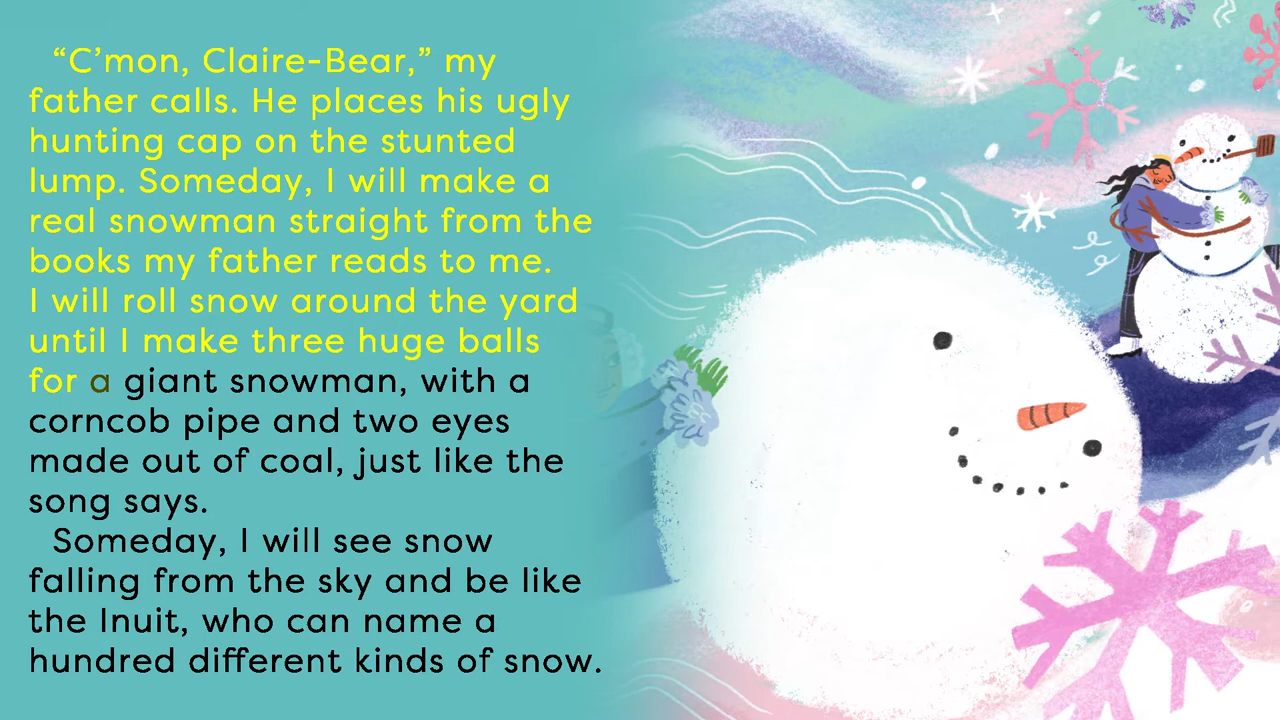 “C’mon, Claire-Bear,” my
father calls. He places his ugly
hunting cap on the stunted
lump. Someday, I will make a
real snowman straight from the
books my father reads to me.
I will roll snow around the yard
until I make three huge balls
for a giant snowman, with a
corncob pipe and two eyes
made out of coal, just like the
song says.
Someday, I will see snow
falling from the sky and be like
the Inuit, who can name a
hundred different kinds of snow.